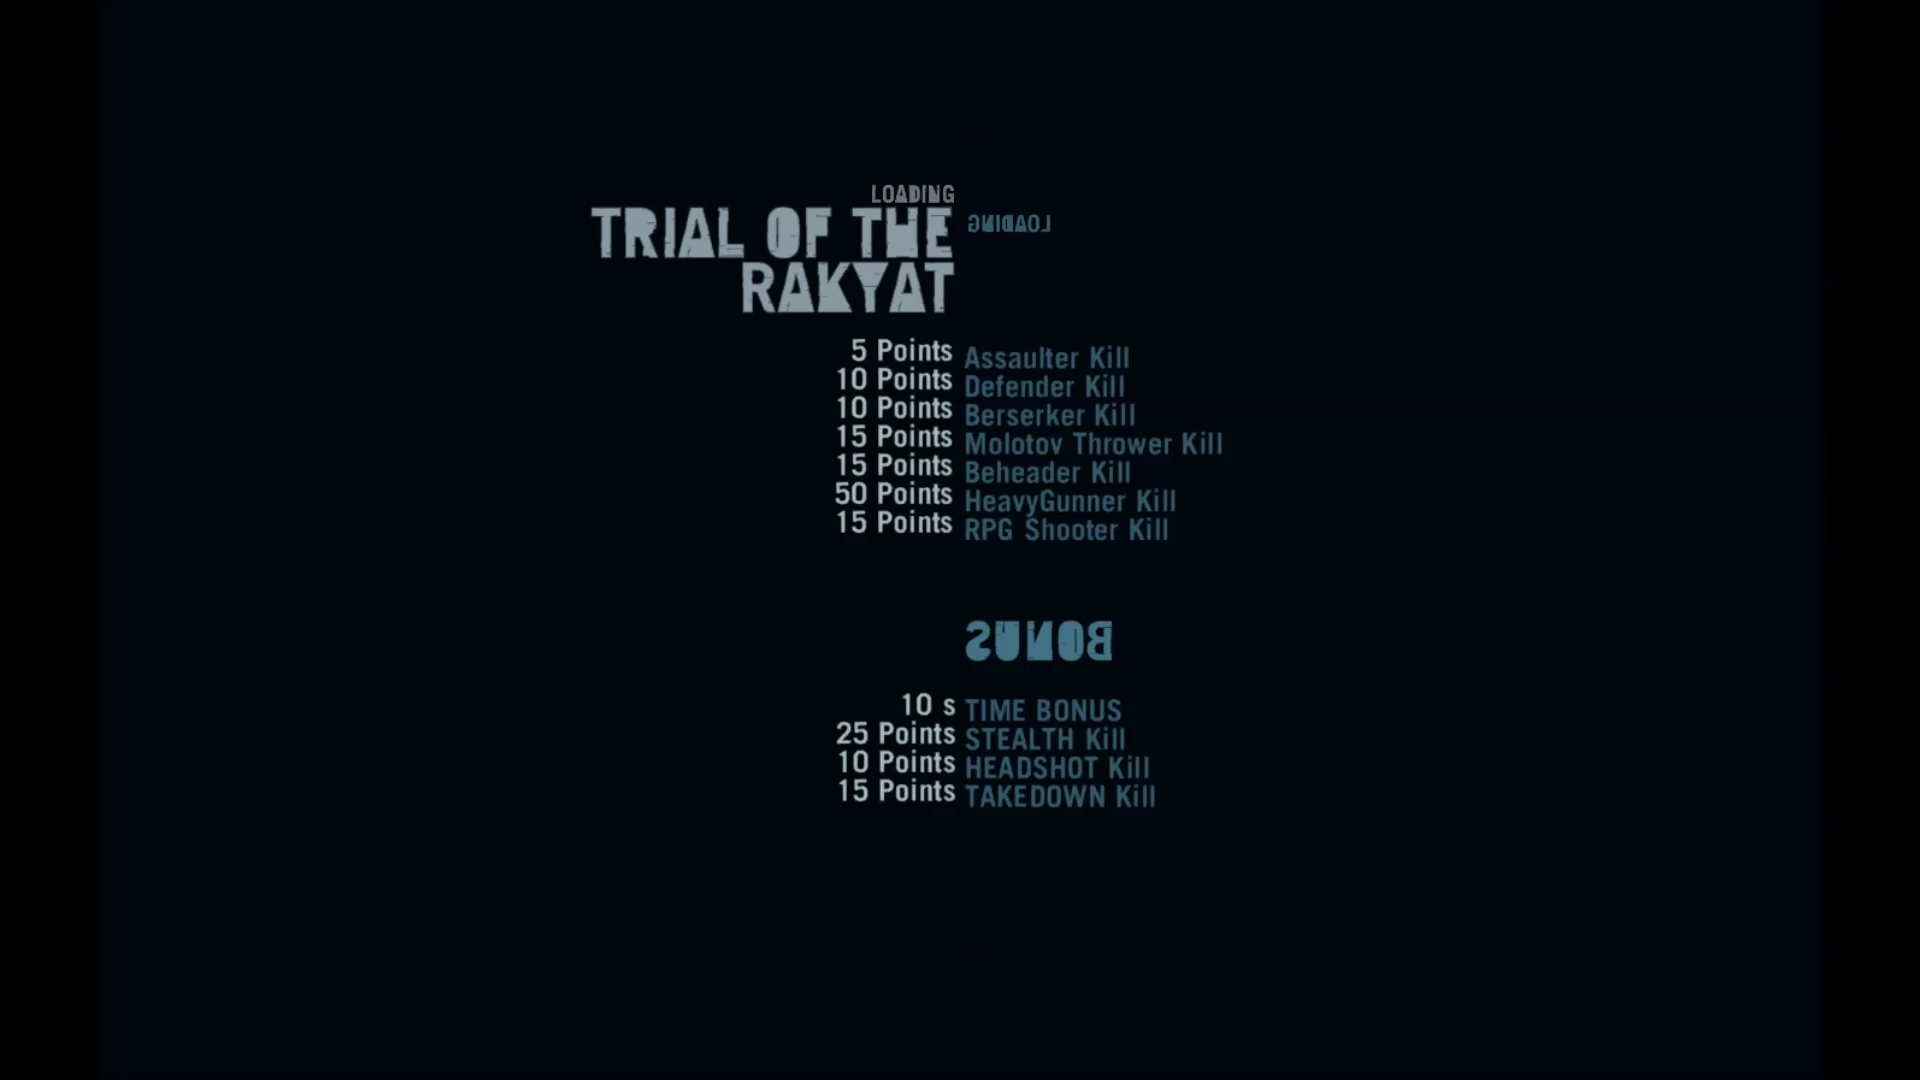 LOADING
TRIAL OF THE
LOADING
RAKYAT
5 Points Assaulter Kill
10 Points Defender Kill
10 Points Berserker Kill
15 Points Molotov Thrower Kill
15 Points Beheader Kill
50 Points HeavyGunner Kill
15 Points RPG Shooter Kill
BONUS
10 s TIME BONUS
25 Points STEALTH Kill
10 Points HEADSHOT Kill
15 Points TAKEDOWN Kill